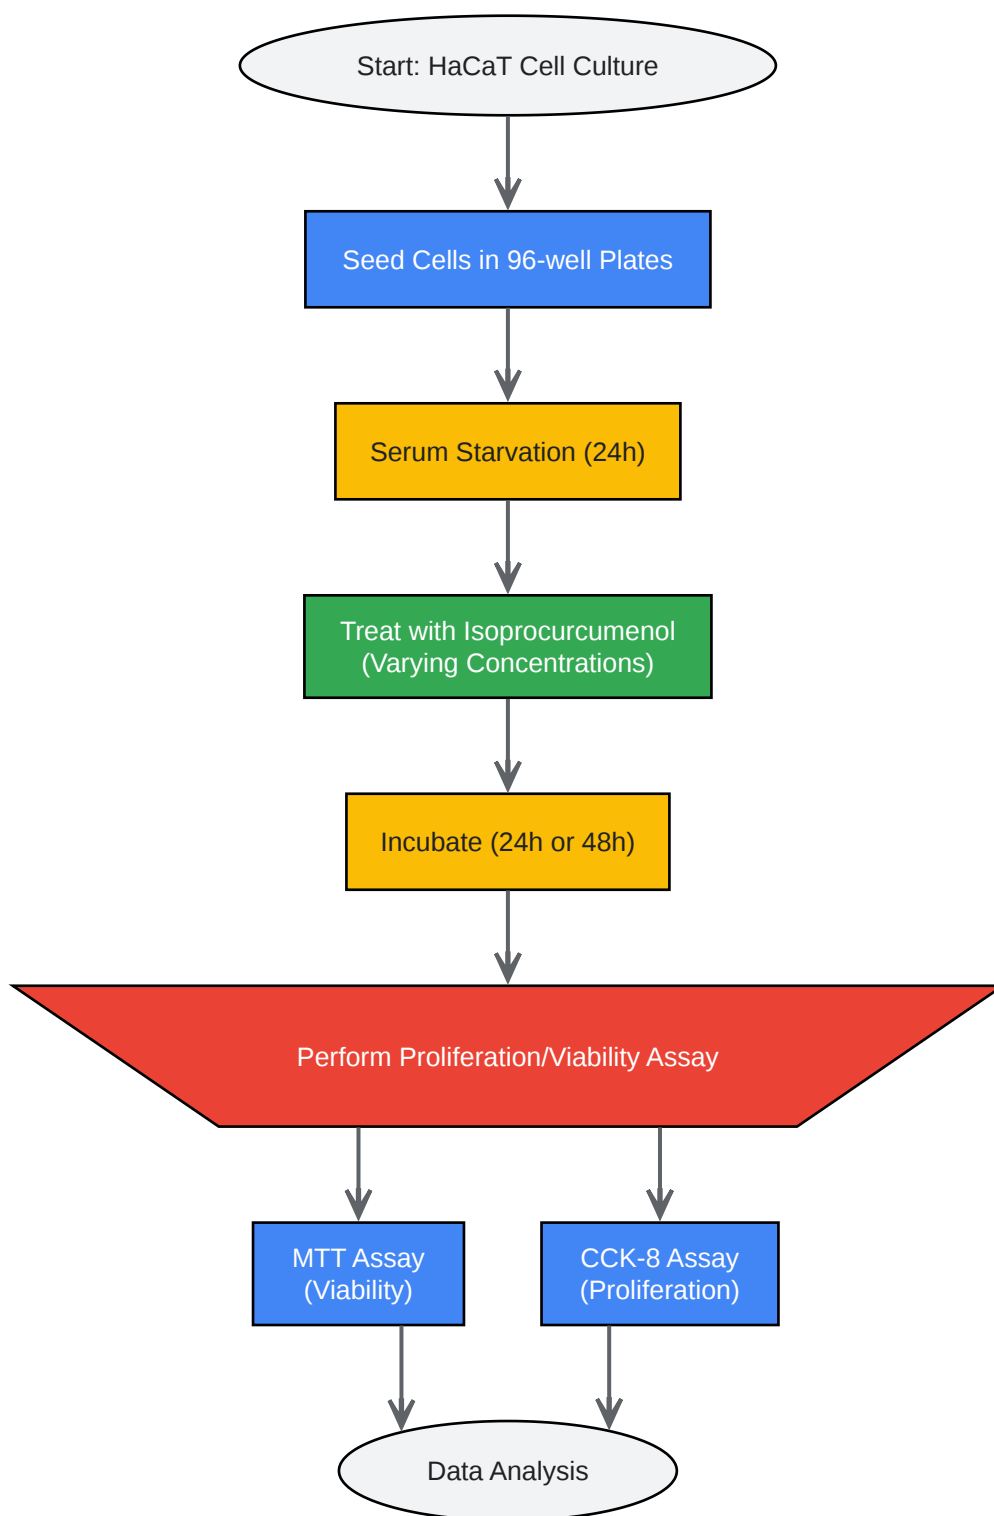 Start: HaCaT Cell Culture
Seed Cells in 96-well Plates
Serum Starvation (24h)
Treat with Isoprocurcumenol
(Varying Concentrations)
Incubate (24h or 48h)
Perform Proliferation/Viability Assay
MTT Assay
(Viability)
CCK-8 Assay
(Proliferation)
Data Analysis